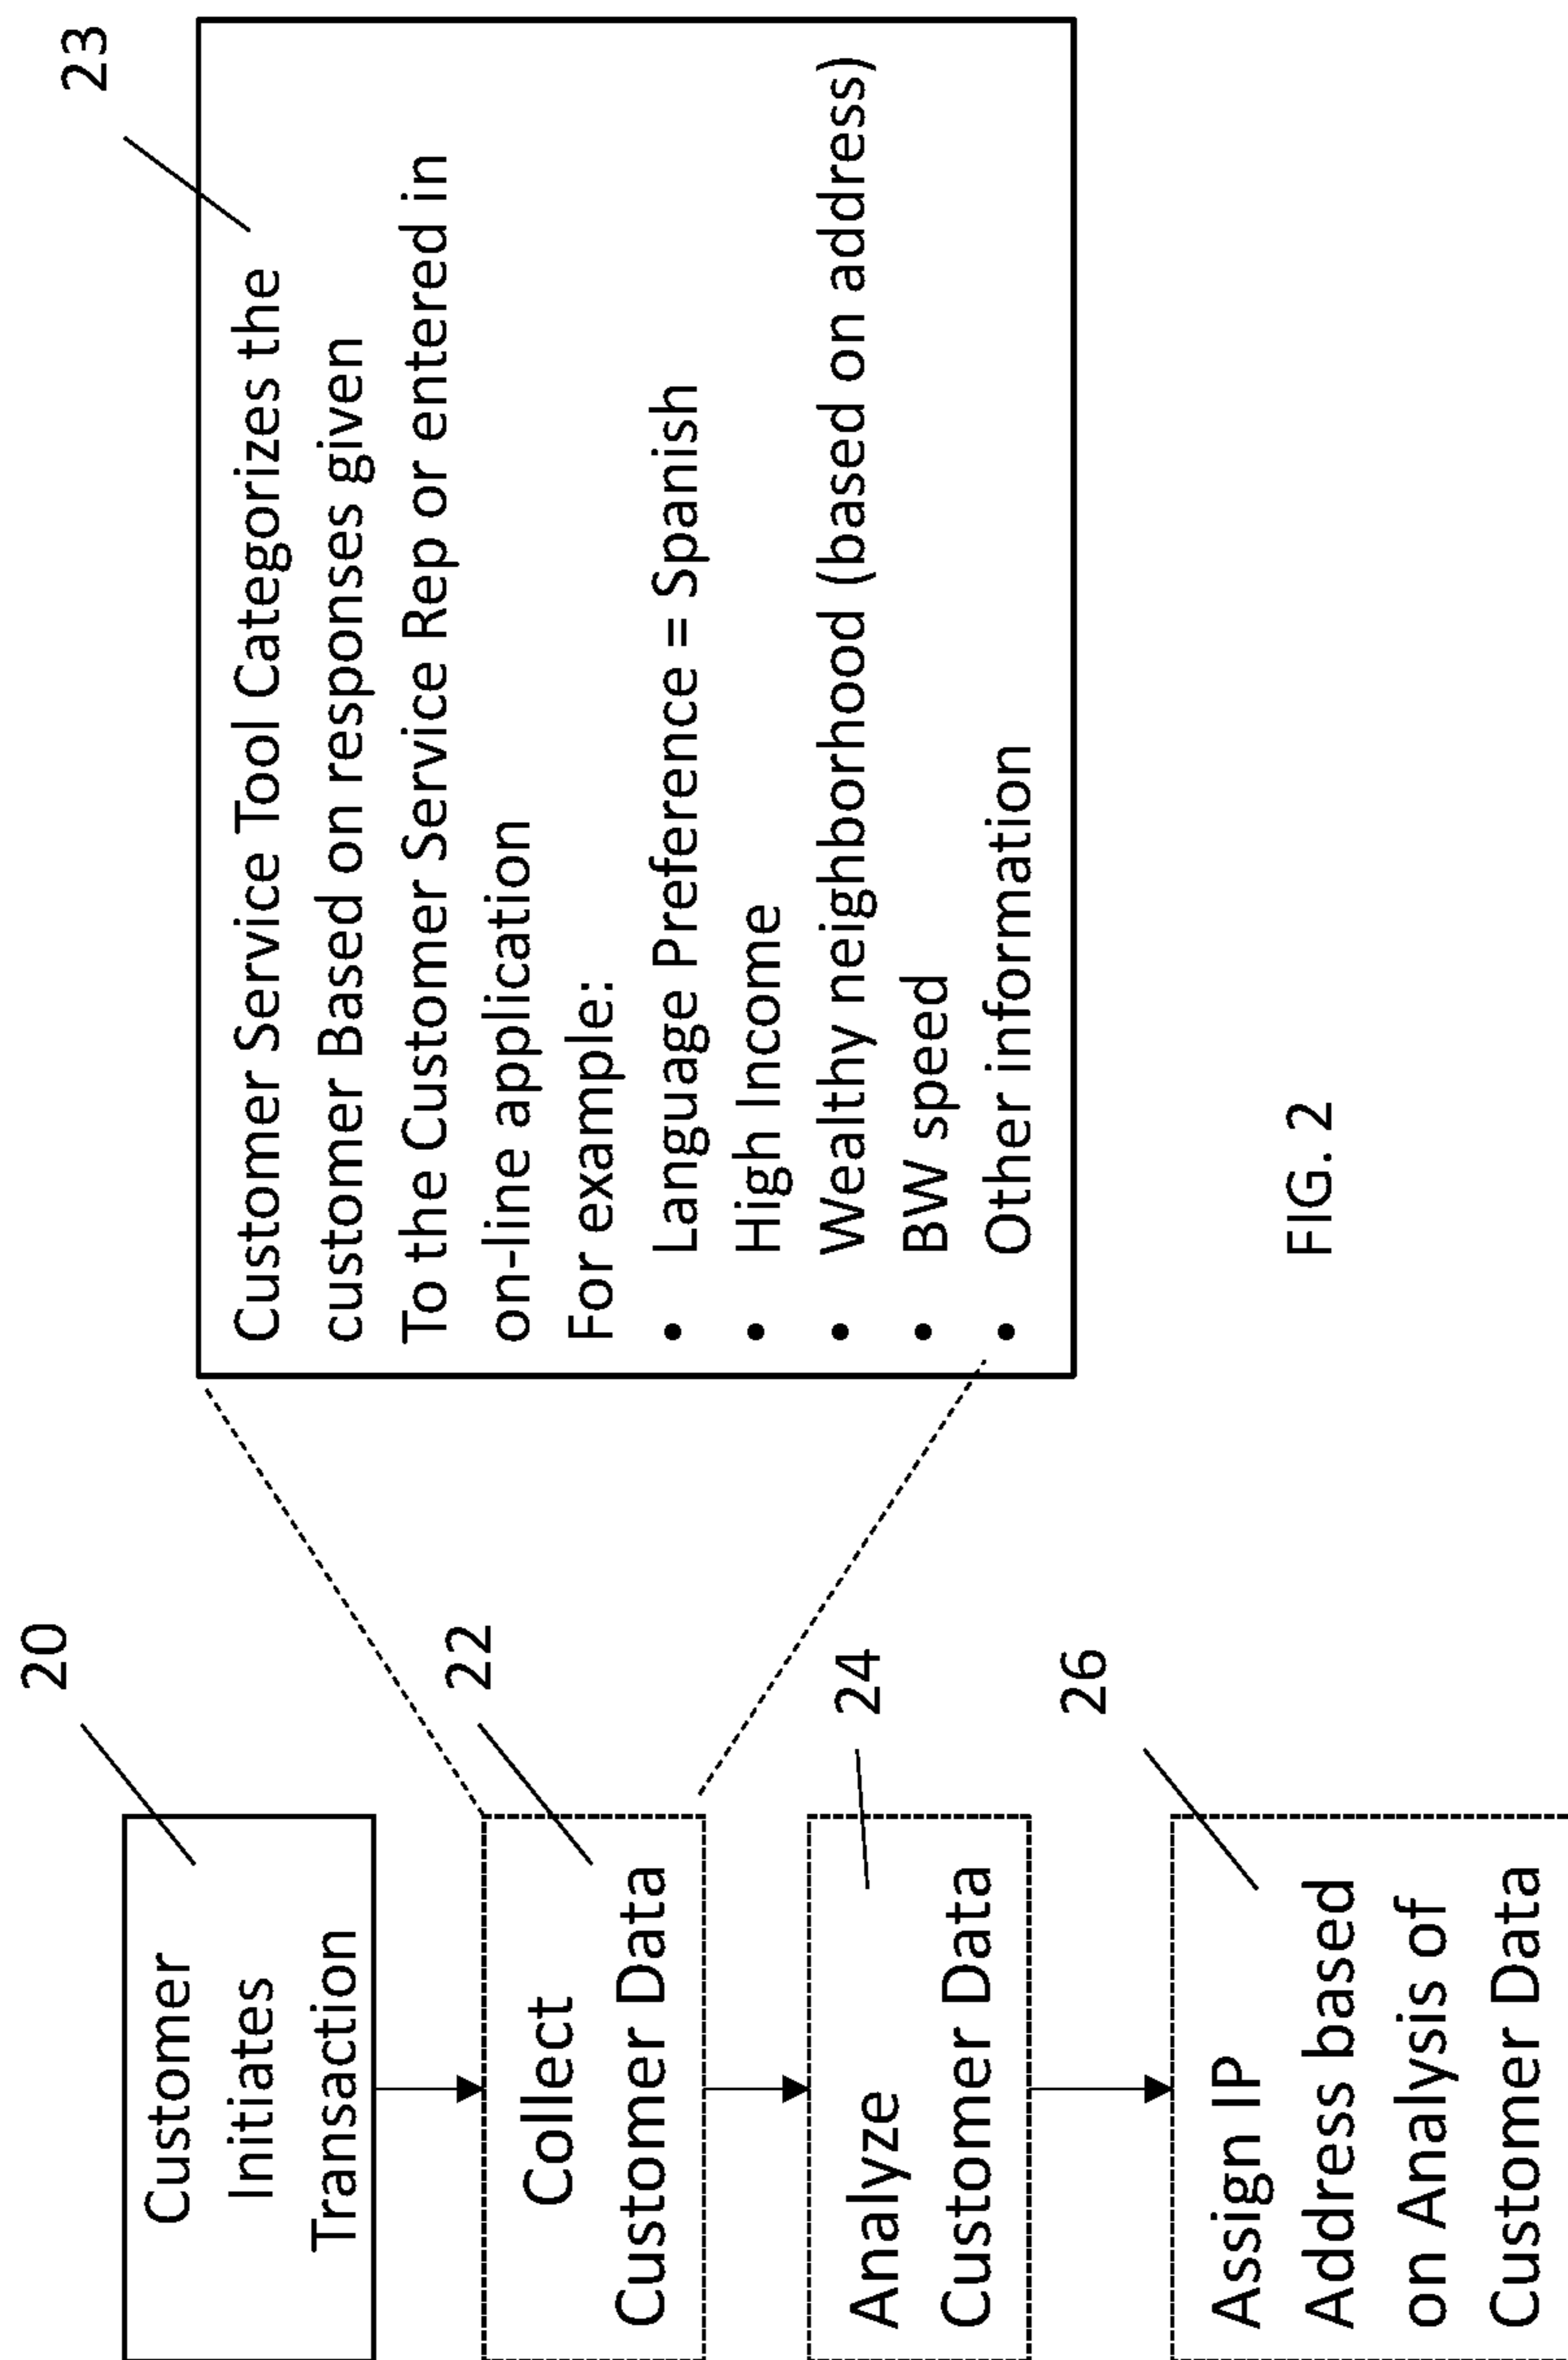 20
Customer
Initiates
Transaction
22
Collect
Customer Data
24
Analyze
Customer Data
26
Assign IP
Address based
on Analysis of
Customer Data
23
Customer Service Tool Categorizes the
customer Based on responses given
To the Customer Service Rep or entered in
on-line application
For example:
• Language Preference = Spanish
• High Income
• Wealthy neighborhood (based on address)
• BW speed
• Other information
FIG. 2